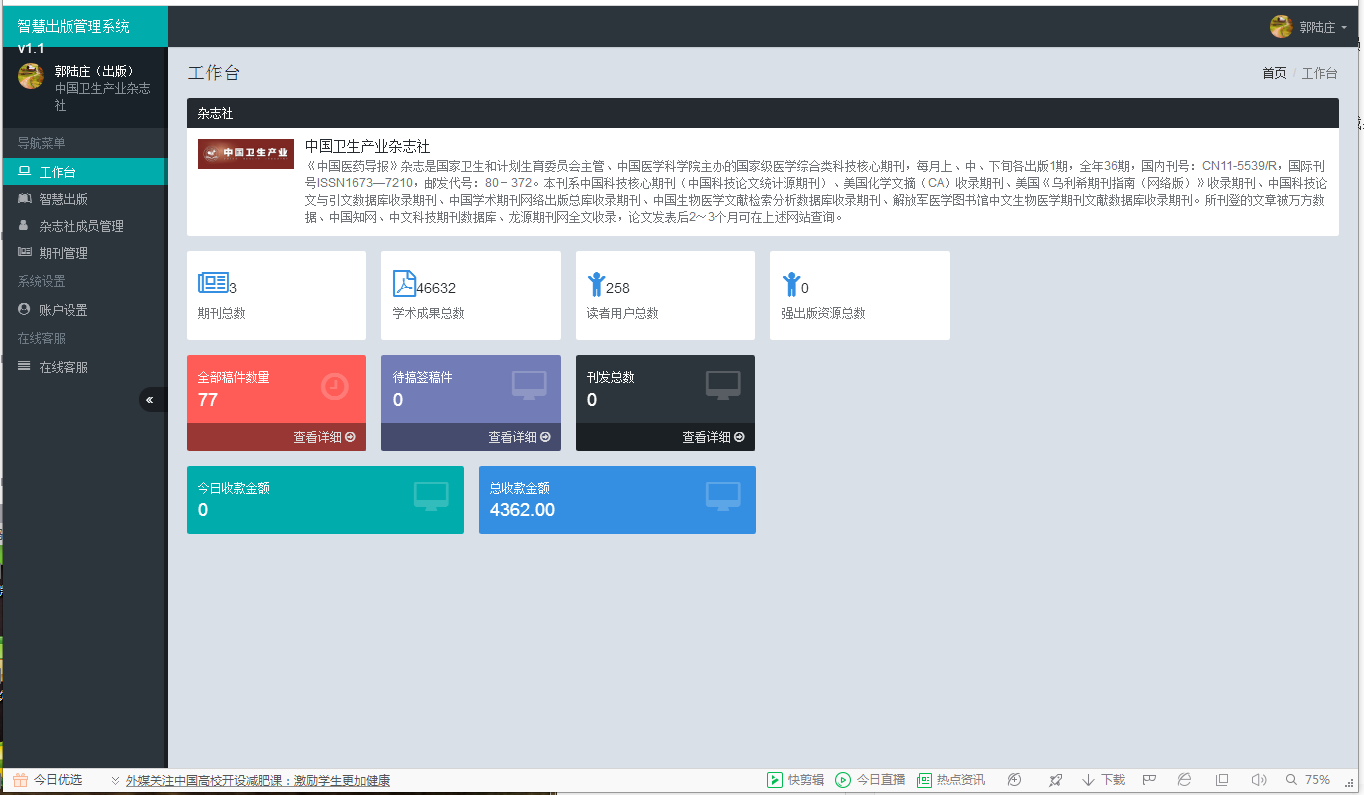 智慧出版管理系统
v1.1
郭陆庄
郭陆庄（出版）
中国卫生产业杂志
社
导航菜单
工作台
智慧出版
杂志社成员管理
期刊管理
系统设置
账户设置
在线客服
在线客服
«
工作台
首页 / 工作台
杂志社
中国卫生产业
中国卫生产业杂志社
《中国医药导报》杂志是国家卫生和计划生育委员会主管、中国医学科学院主办的国家级医学综合类科技核心期刊，每月上、中、下旬各出版1期，全年36期，国内刊号：CN11-5539/R，国际刊
号ISSN1673—7210，邮发代号：80－372。本刊系中国科技核心期刊（中国科技论文统计源期刊）、美国化学文摘（CA）收录期刊、美国《乌利希期刊指南（网络版）》收录期刊、中国科技论
文与引文数据库收录期刊、中国学术期刊网络出版总库收录期刊、中国生物医学文献检索分析数据库收录期刊、解放军医学图书馆中文生物医学期刊文献数据库收录期刊。所刊登的文章被万方数
据、中国知网、中文科技期刊数据库、龙源期刊网全文收录，论文发表后2～3个月可在上述网站查询。
3
期刊总数
46632
学术成果总数
258
读者用户总数
0
强出版资源总数
全部稿件数量
77
查看详细
待搞签稿件
0
查看详细
刊发总数
0
查看详细
今日收款金额
0
总收款金额
4362.00
今日优选
外媒关注中国高校开设减肥课：激励学生更加健康
快剪辑
今日直播
热点资讯
下载
75%